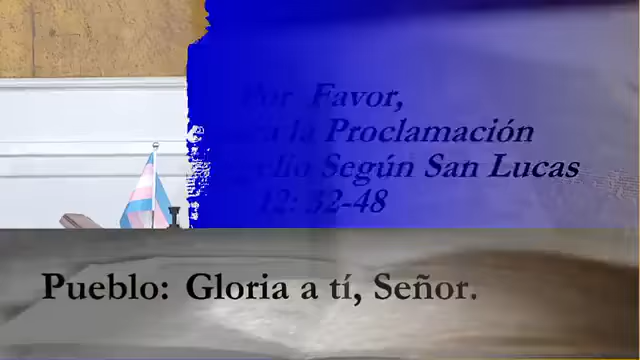 Por Favor,
la Proclamación
Según San Lucas
12: 32-48
Pueblo: Gloria a tí, Señor.